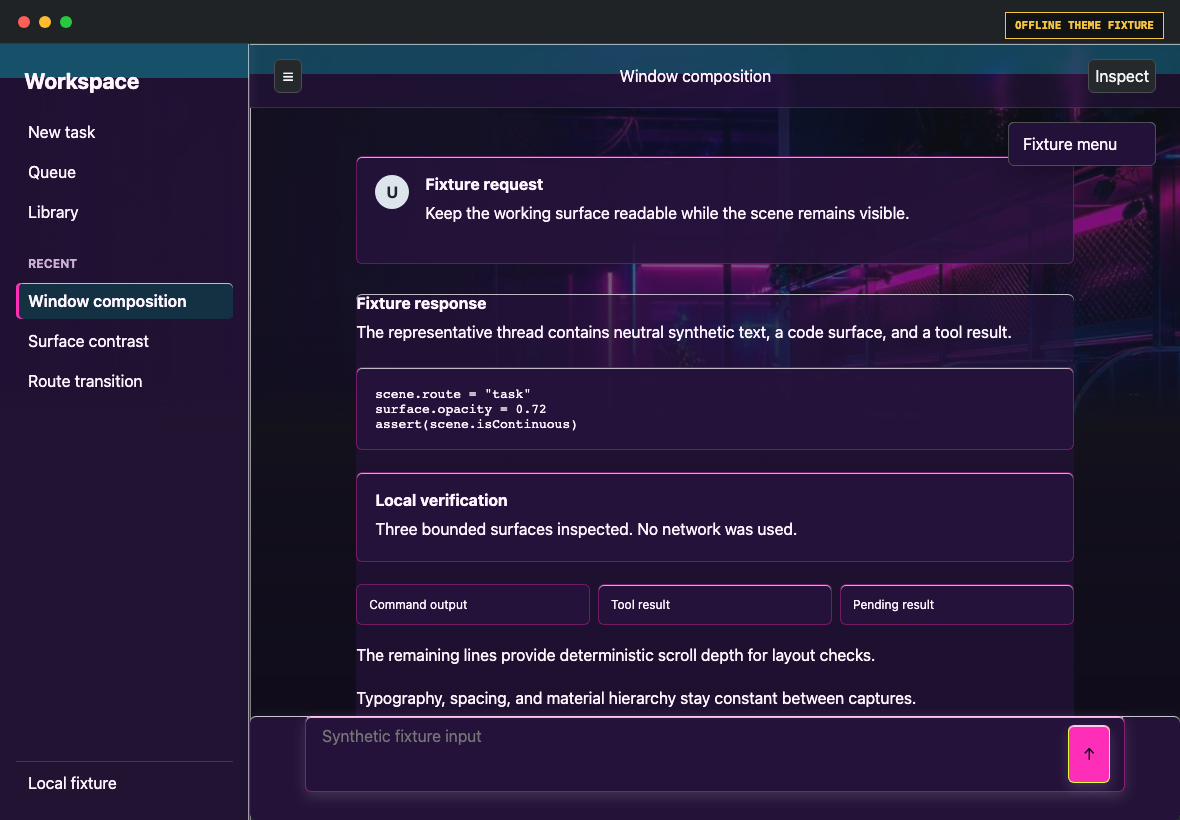 OFFLINE THEME FIXTURE
Workspace
Window composition
Inspect
New task
Queue
Library
RECENT
Window composition
Surface contrast
Route transition
Local fixture
Fixture menu
U
Fixture request
Keep the working surface readable while the scene remains visible.
Fixture response
The representative thread contains neutral synthetic text, a code surface, and a tool result.
scene.route = "task"
surface.opacity = 0.72
assert(scene.isContinuous)
Local verification
Three bounded surfaces inspected. No network was used.
Command output
Tool result
Pending result
The remaining lines provide deterministic scroll depth for layout checks.
Typography, spacing, and material hierarchy stay constant between captures.
Synthetic fixture input